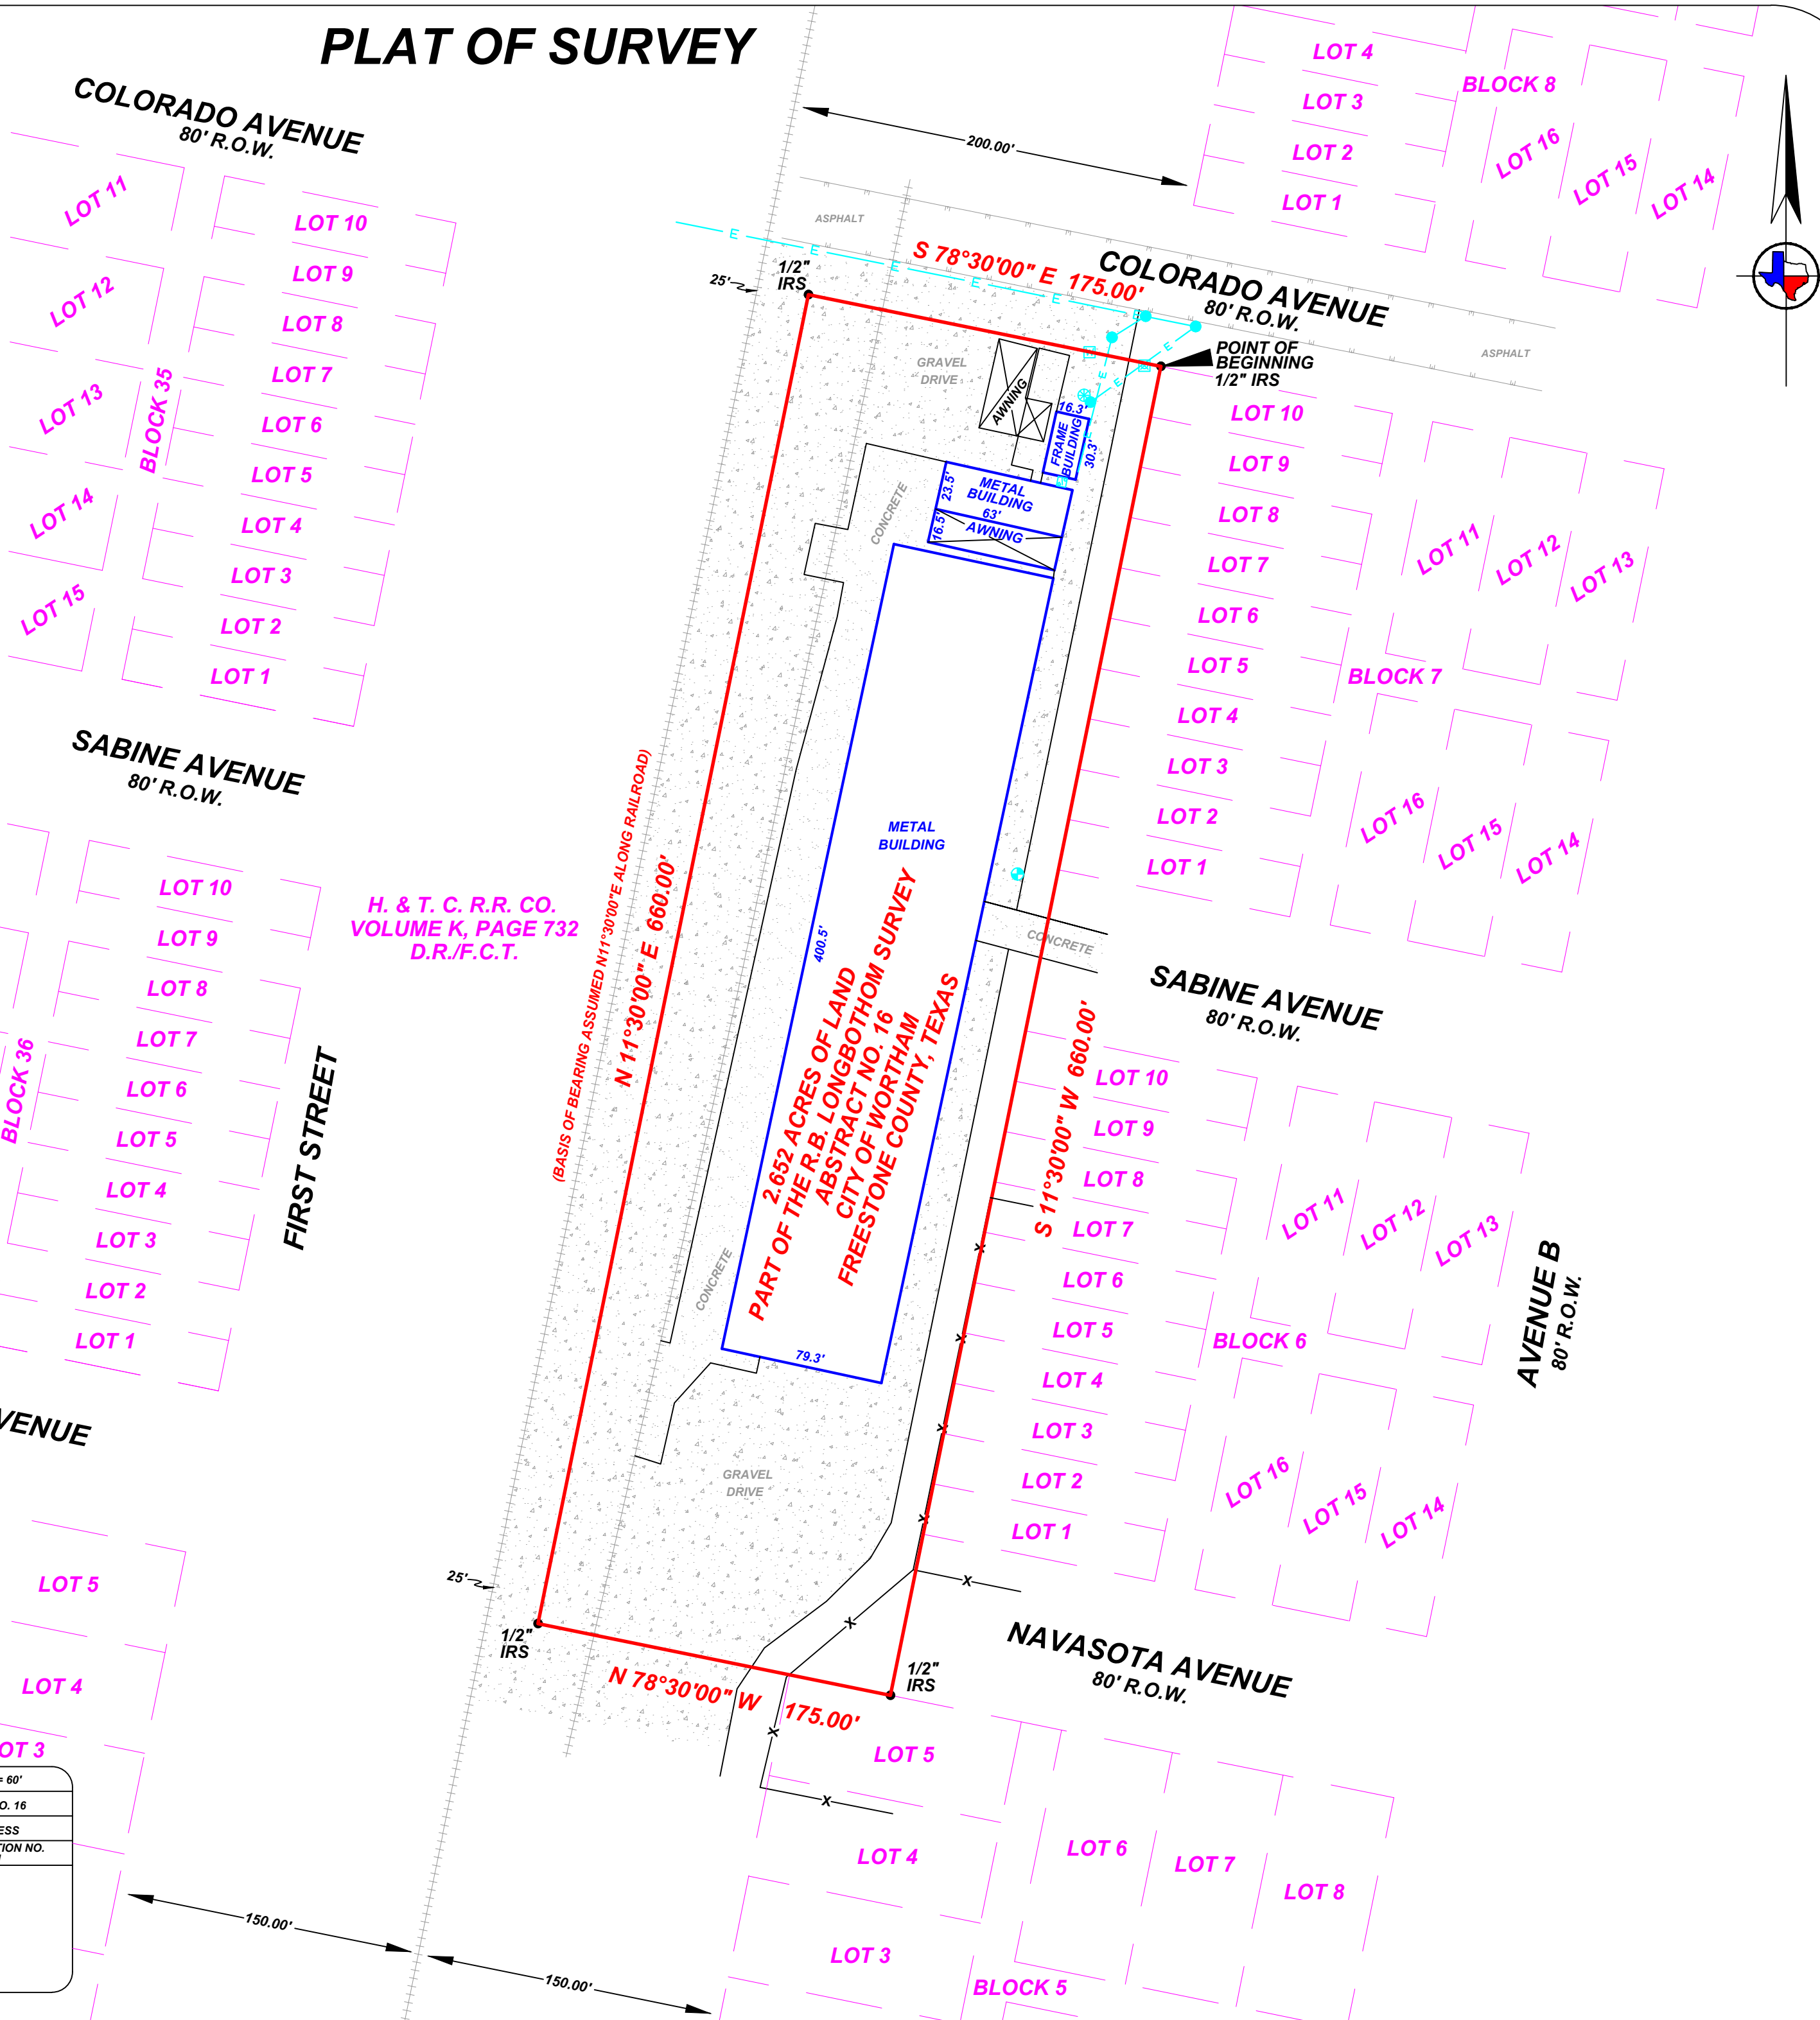 PLAT OF SURVEY
COLORADO AVENUE
80' R.O.W.
LOT 11
LOT 12
LOT 13
LOT 14
LOT 15
BLOCK 35
LOT 10
LOT 9
LOT 8
LOT 7
LOT 6
LOT 5
LOT 4
LOT 3
LOT 2
LOT 1
200.00'
LOT 4
LOT 3
LOT 2
LOT 1
BLOCK 8
LOT 16
LOT 15
LOT 14
ASPHALT
E
E
E
E
E
E
E
E
E
E
S 78°30'00" E 175.00'
COLORADO AVENUE
80' R.O.W.
ASPHALT
25'
1/2"
IRS
POINT OF
BEGINNING
1/2" IRS
GRAVEL
DRIVE
AWNING
16.3'
FRAME
BUILDING
30.3'
CONCRETE
23.5'
METAL
BUILDING
63'
16.5'
AWNING
LOT 10
LOT 9
LOT 8
LOT 7
LOT 6
LOT 5
LOT 4
LOT 3
LOT 2
LOT 1
LOT 11
LOT 12
LOT 13
BLOCK 7
LOT 16
LOT 15
LOT 14
SABINE AVENUE
80' R.O.W.
LOT 10
LOT 9
LOT 8
LOT 7
LOT 6
LOT 5
LOT 4
LOT 3
LOT 2
LOT 1
BLOCK 36
H. & T. C. R.R. CO.
VOLUME K, PAGE 732
D.R./F.C.T.
FIRST STREET
(BASIS OF BEARING ASSUMED N11°30'00"E ALONG RAILROAD)
N 11°30'00" E 660.00'
METAL
BUILDING
400.5'
2.652 ACRES OF LAND
PART OF THE R.B. LONGBOTHOM SURVEY
ABSTRACT NO. 16
CITY OF WORTHAM
FREESTONE COUNTY, TEXAS
79.3'
CONCRETE
CONCRETE
SABINE AVENUE
80' R.O.W.
S 11°30'00" W 660.00'
LOT 10
LOT 9
LOT 8
LOT 7
LOT 6
LOT 5
LOT 4
LOT 3
LOT 2
LOT 1
LOT 11
LOT 12
LOT 13
BLOCK 6
LOT 16
LOT 15
LOT 14
AVENUE B
80' R.O.W.
X
X
X
X
X
X
X
X
GRAVEL
DRIVE
VENUE
25'
1/2"
IRS
N 78°30'00" W 175.00'
1/2"
IRS
NAVASOTA AVENUE
80' R.O.W.
LOT 5
LOT 4
OT 3
= 60'
O. 16
ESS
TION NO.
150.00'
150.00'
LOT 5
LOT 4
LOT 3
LOT 6
LOT 7
LOT 8
BLOCK 5